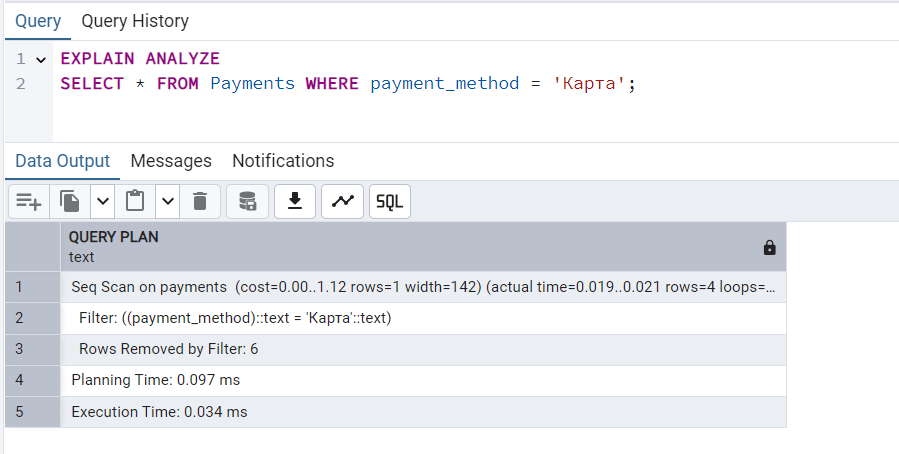 Query Query History
1 EXPLAIN ANALYZE
2 SELECT * FROM Payments WHERE payment_method = 'Карта';
Data Output Messages Notifications
SQL
QUERY PLAN
text
1 Seq Scan on payments (cost=0.00..1.12 rows=1 width=142) (actual time=0.019..0.021 rows=4 loops=...
2 Filter: ((payment_method)::text = 'Карта'::text)
3 Rows Removed by Filter: 6
4 Planning Time: 0.097 ms
5 Execution Time: 0.034 ms